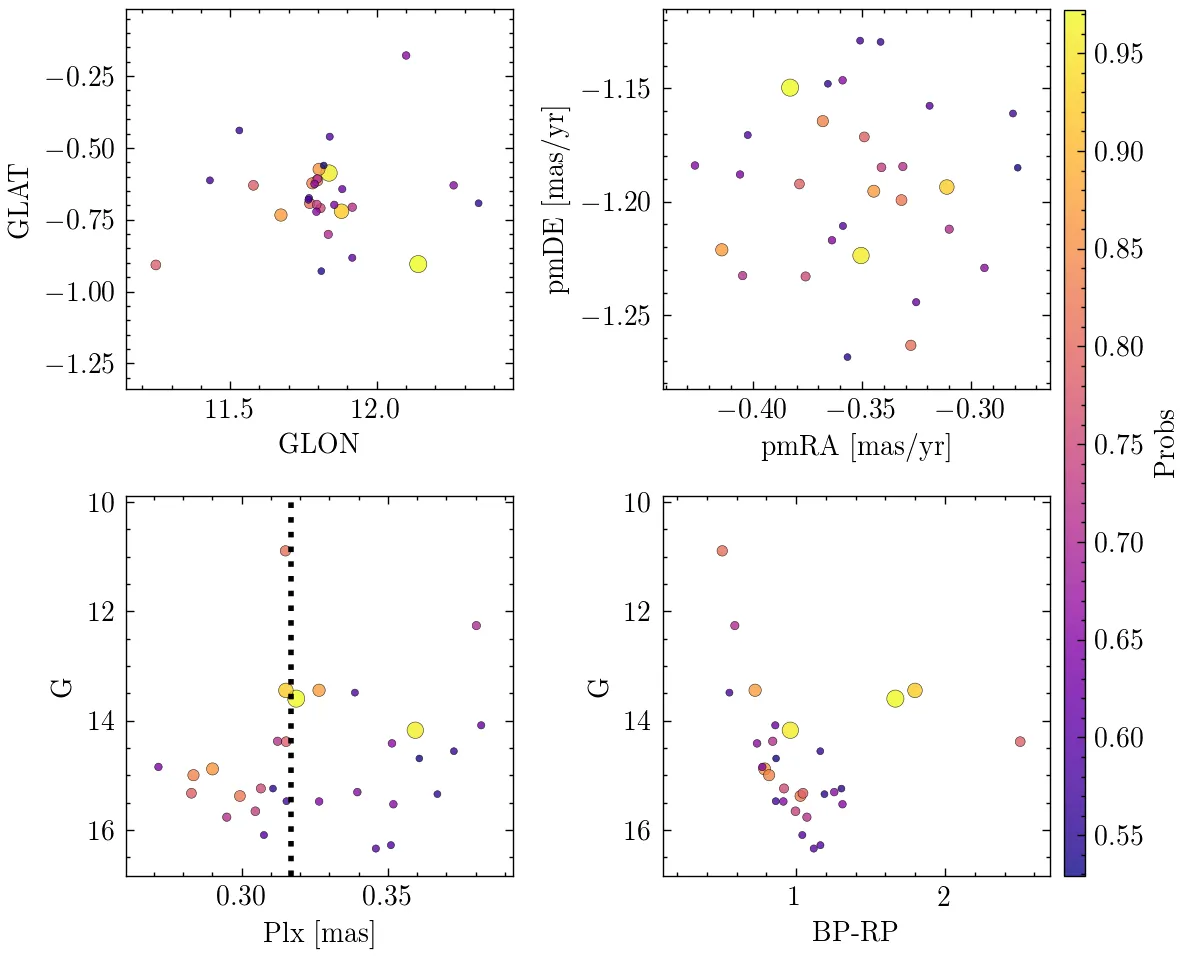 −0.25
−0.50
−0.75
−1.00
−1.25
GLAT
11.5 12.0
GLON
−1.15
−1.20
−1.25
pmDE [mas/yr]
−0.40 −0.35 −0.30
pmRA [mas/yr]
10
12
14
16
G
0.30 0.35
Plx [mas]
10
12
14
16
G
1 2
BP-RP
0.95
0.90
0.85
0.80
0.75
0.70
0.65
0.60
0.55
Probs